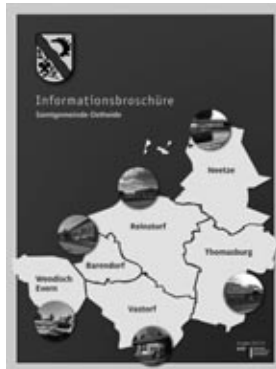 Informationsbroschüre
Samtgemeinde Ostheide
Neetze
Reinstorf
Thomasburg
Barendorf
Wendisch
Evern
Vastorf